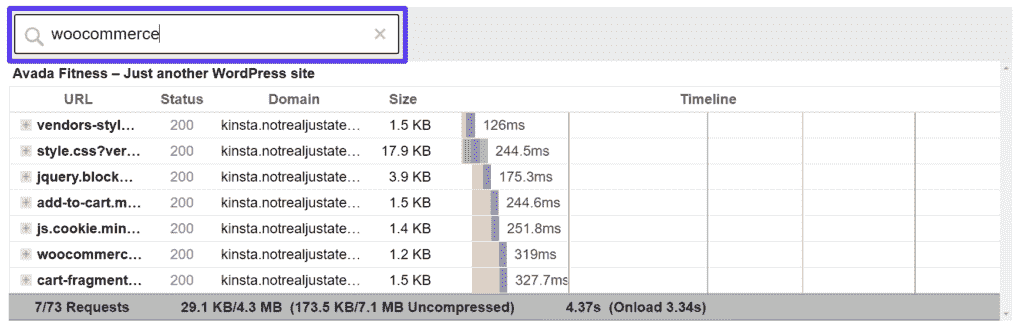 woocommerce
Avada Fitness – Just another WordPress site
URL Status Domain Size Timeline
vendors-styl... 200 kinsta.notrealjustate... 1.5 KB 126ms
style.css?ver... 200 kinsta.notrealjustate... 17.9 KB 244.5ms
jquery.block... 200 kinsta.notrealjustate... 3.9 KB 175.3ms
add-to-cart.m... 200 kinsta.notrealjustate... 1.5 KB 244.6ms
js.cookie.min... 200 kinsta.notrealjustate... 1.4 KB 251.8ms
woocommerc... 200 kinsta.notrealjustate... 1.2 KB 319ms
cart-fragment... 200 kinsta.notrealjustate... 1.5 KB 327.7ms
7/73 Requests 29.1 KB/4.3 MB (173.5 KB/7.1 MB Uncompressed) 4.37s (Onload 3.34s)